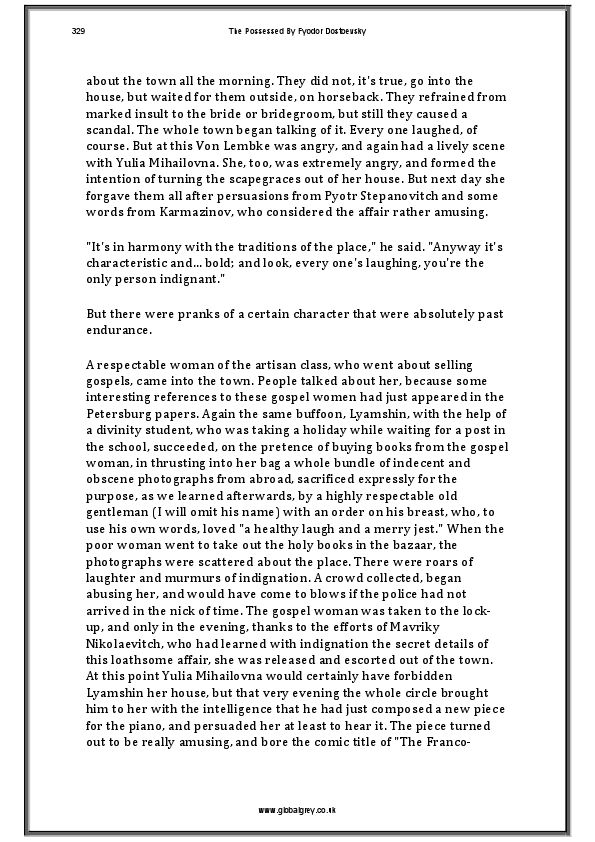 329
The Possessed By Fyodor Dostoevsky
about the town all the morning. They did not, it's true, go into the
house, but waited for them outside, on horseback. They refrained from
marked insult to the bride or bridegroom, but still they caused a
scandal. The whole town began talking of it. Every one laughed, of
course. But at this Von Lembke was angry, and again had a lively scene
with Yulia Mihailovna. She, too, was extremely angry, and formed the
intention of turning the scapegraces out of her house. But next day she
forgave them all after persuasions from Pyotr Stepanovitch and some
words from Karmazinov, who considered the affair rather amusing.
"It's in harmony with the traditions of the place," he said. "Anyway it's
characteristic and... bold; and look, every one's laughing, you're the
only person indignant."
But there were pranks of a certain character that were absolutely past
endurance.
A respectable woman of the artisan class, who went about selling
gospels, came into the town. People talked about her, because some
interesting references to these gospel women had just appeared in the
Petersburg papers. Again the same buffoon, Lyamshin, with the help of
a divinity student, who was taking a holiday while waiting for a post in
the school, succeeded, on the pretence of buying books from the gospel
woman, in thrusting into her bag a whole bundle of indecent and
obscene photographs from abroad, sacrificed expressly for the
purpose, as we learned afterwards, by a highly respectable old
gentleman (I will omit his name) with an order on his breast, who, to
use his own words, loved "a healthy laugh and a merry jest." When the
poor woman went to take out the holy books in the bazaar, the
photographs were scattered about the place. There were roars of
laughter and murmurs of indignation. A crowd collected, began
abusing her, and would have come to blows if the police had not
arrived in the nick of time. The gospel woman was taken to the lock-
up, and only in the evening, thanks to the efforts of Mavriky
Nikolaevitch, who had learned with indignation the secret details of
this loathsome affair, she was released and escorted out of the town.
At this point Yulia Mihailovna would certainly have forbidden
Lyamshin her house, but that very evening the whole circle brought
him to her with the intelligence that he had just composed a new piece
for the piano, and persuaded her at least to hear it. The piece turned
out to be really amusing, and bore the comic title of "The Franco-
www.globalgrey.co.uk